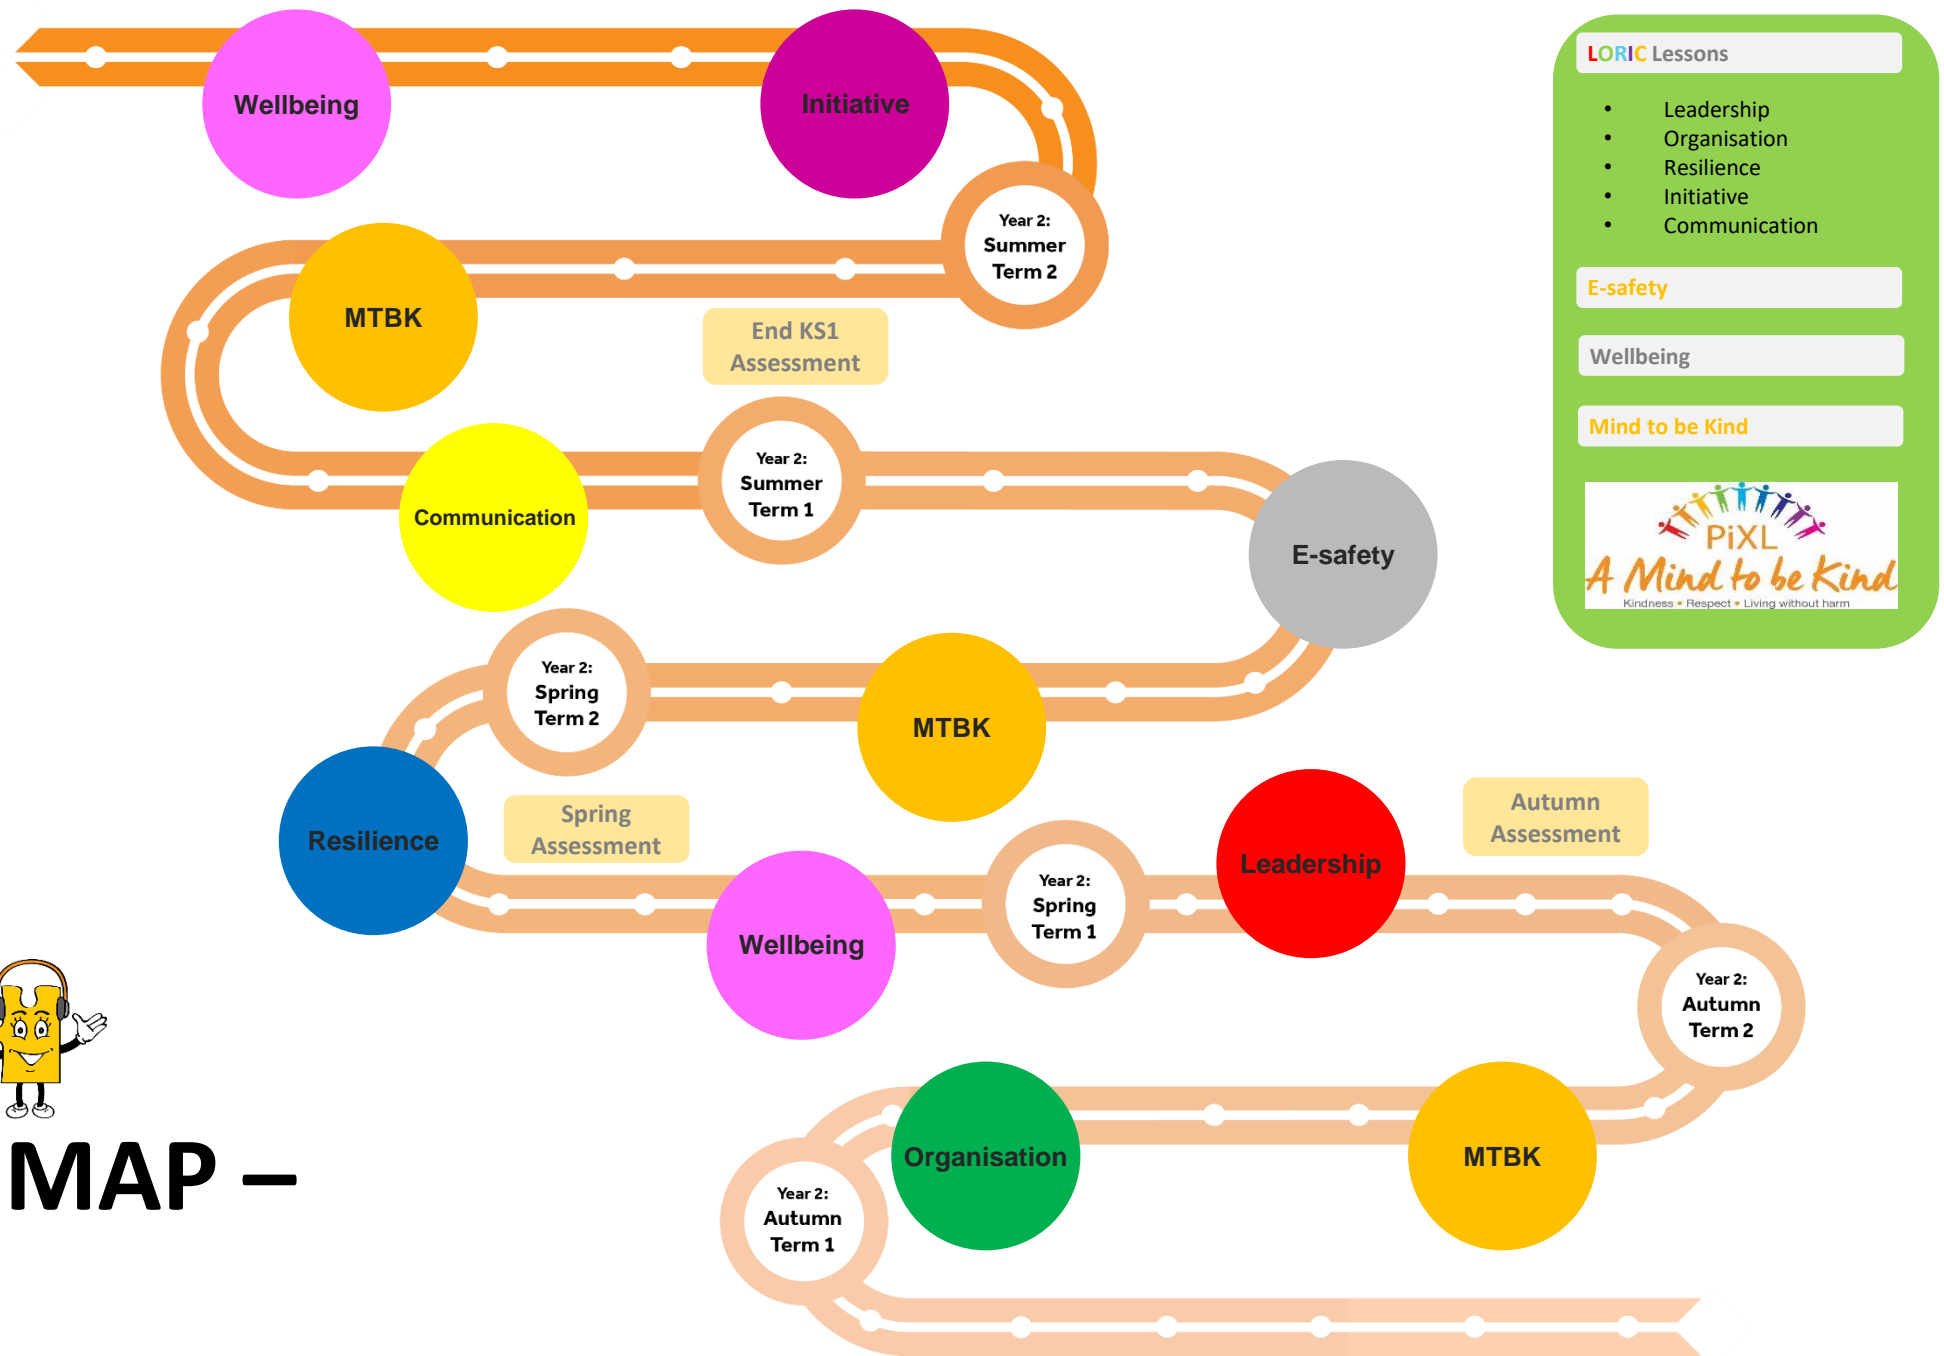 Wellbeing
Initiative
Year 2:
Summer
Term 2
MTBK
End KS1
Assessment
Year 2:
Summer
Term 1
Communication
E-safety
Year 2:
Spring
Term 2
MTBK
Resilience
Spring
Assessment
Wellbeing
Year 2:
Spring
Term 1
Leadership
Autumn
Assessment
Year 2:
Autumn
Term 2
Organisation
MTBK
Year 2:
Autumn
Term 1
MAP –
LORIC Lessons
• Leadership
• Organisation
• Resilience
• Initiative
• Communication
E-safety
Wellbeing
Mind to be Kind
PiXL
A Mind to be Kind
Kindness • Respect • Living without harm